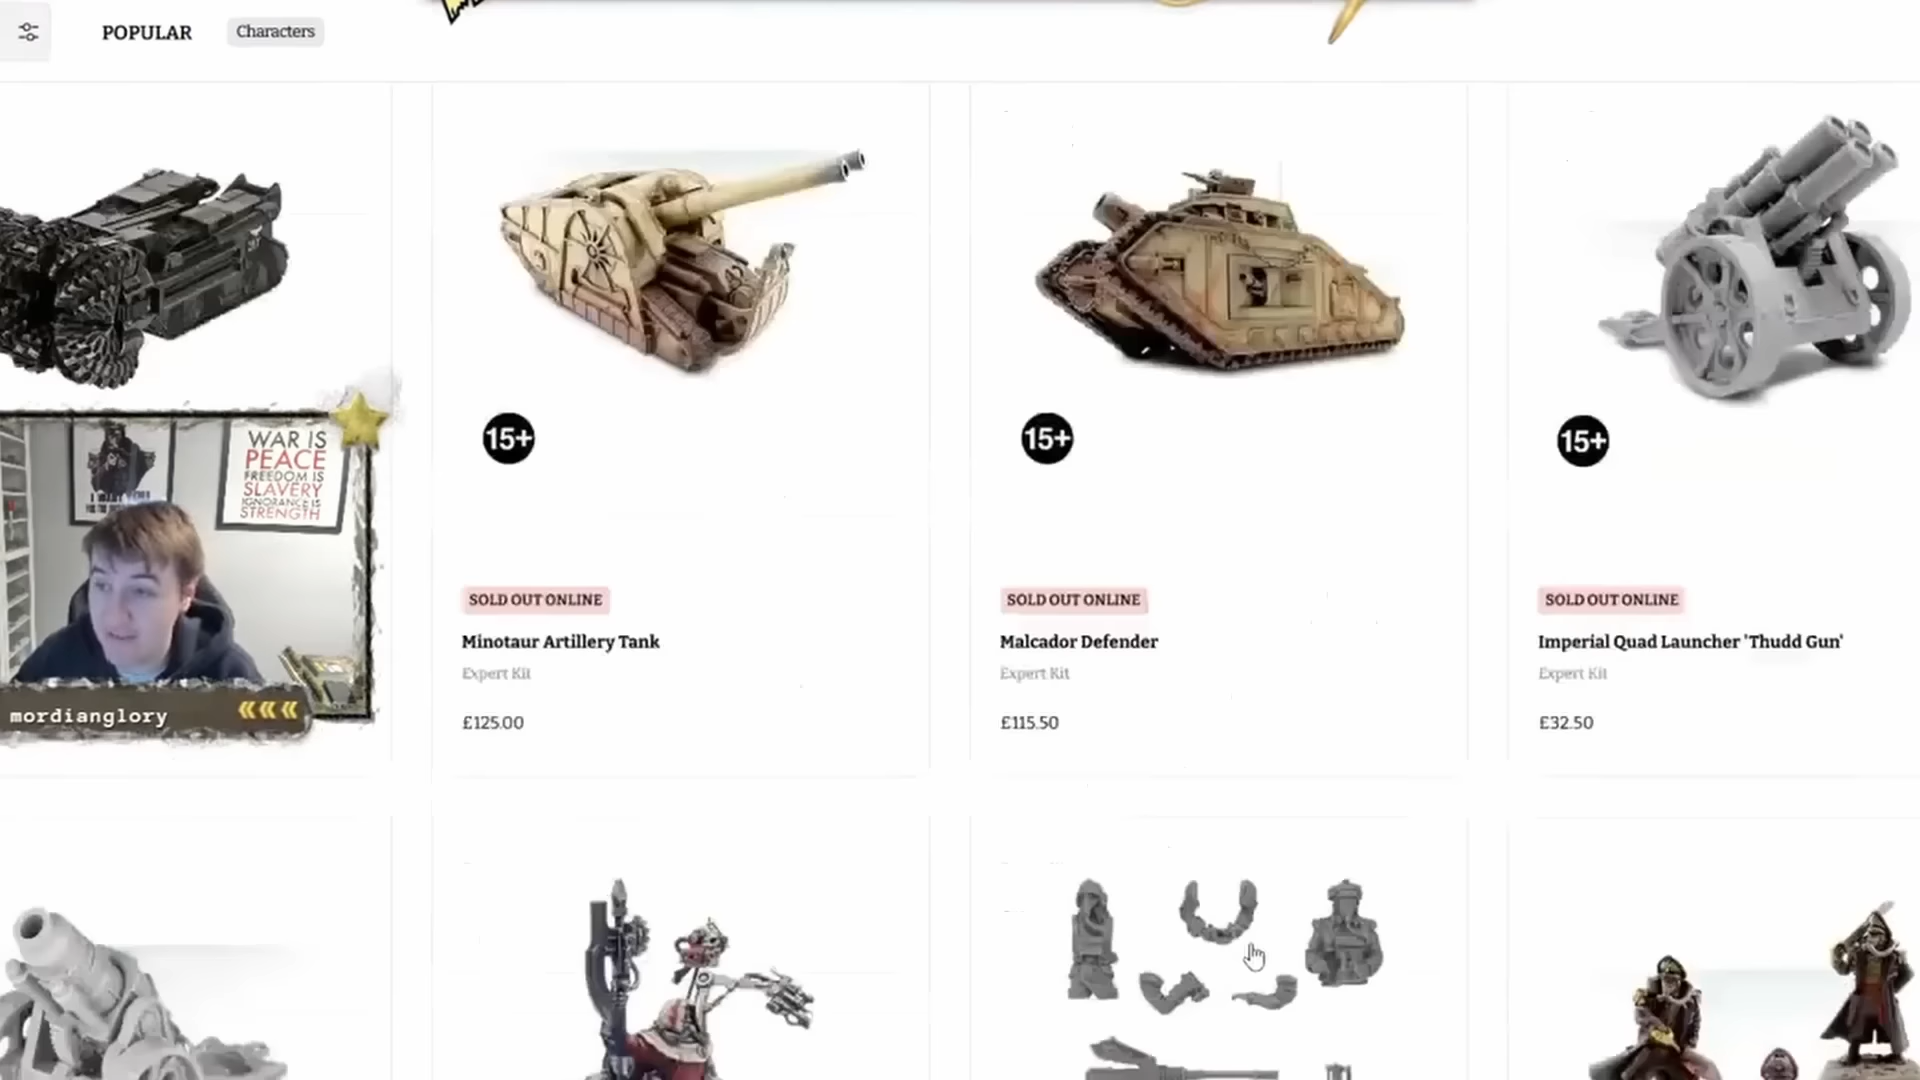 POPULAR
Characters
15+
15+
15+
WAR IS
PEACE
FREEDOM IS
SLAVERY
IGNORANCE IS
STRENGTH
SOLD OUT ONLINE
SOLD OUT ONLINE
SOLD OUT ONLINE
Minotaur Artillery Tank
Malcador Defender
Imperial Quad Launcher 'Thudd Gun'
Expert Kit
Expert Kit
Expert Kit
mordianglory
£125.00
£115.50
£32.50